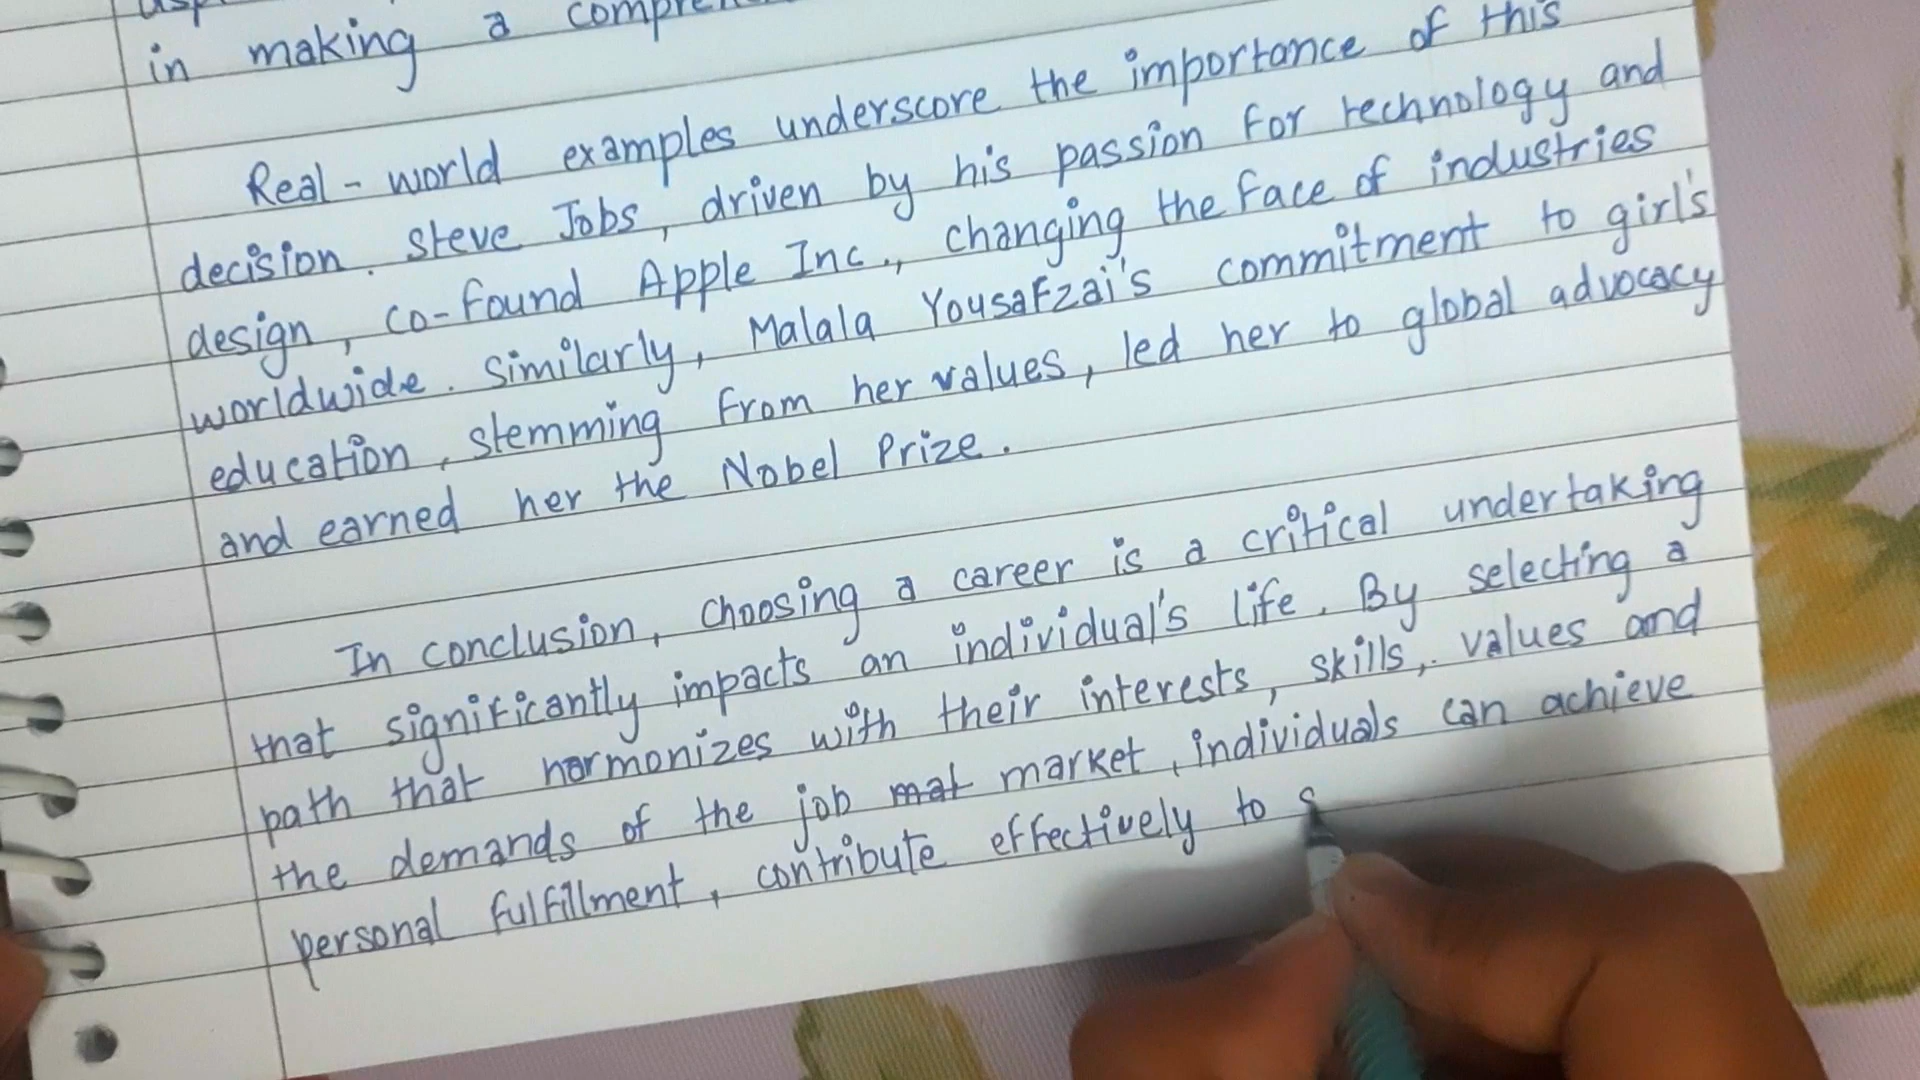 in making a
Real-world examples underscore the importance of this
decision. Steve Jobs, driven by his passion for technology and
design, co-found Apple Inc., changing the face of industries
worldwide. Similarly, Malala Yousafzai's commitment to girl's
education, stemming from her values, led her to global advocacy
and earned her the Nobel Prize.
In conclusion, choosing a career is a critical undertaking
that significantly impacts an individual's life. By selecting a
path that harmonizes with their interests, skills, values and
the demands of the job mat market, individuals can achieve
personal fulfillment, contribute effectively to s